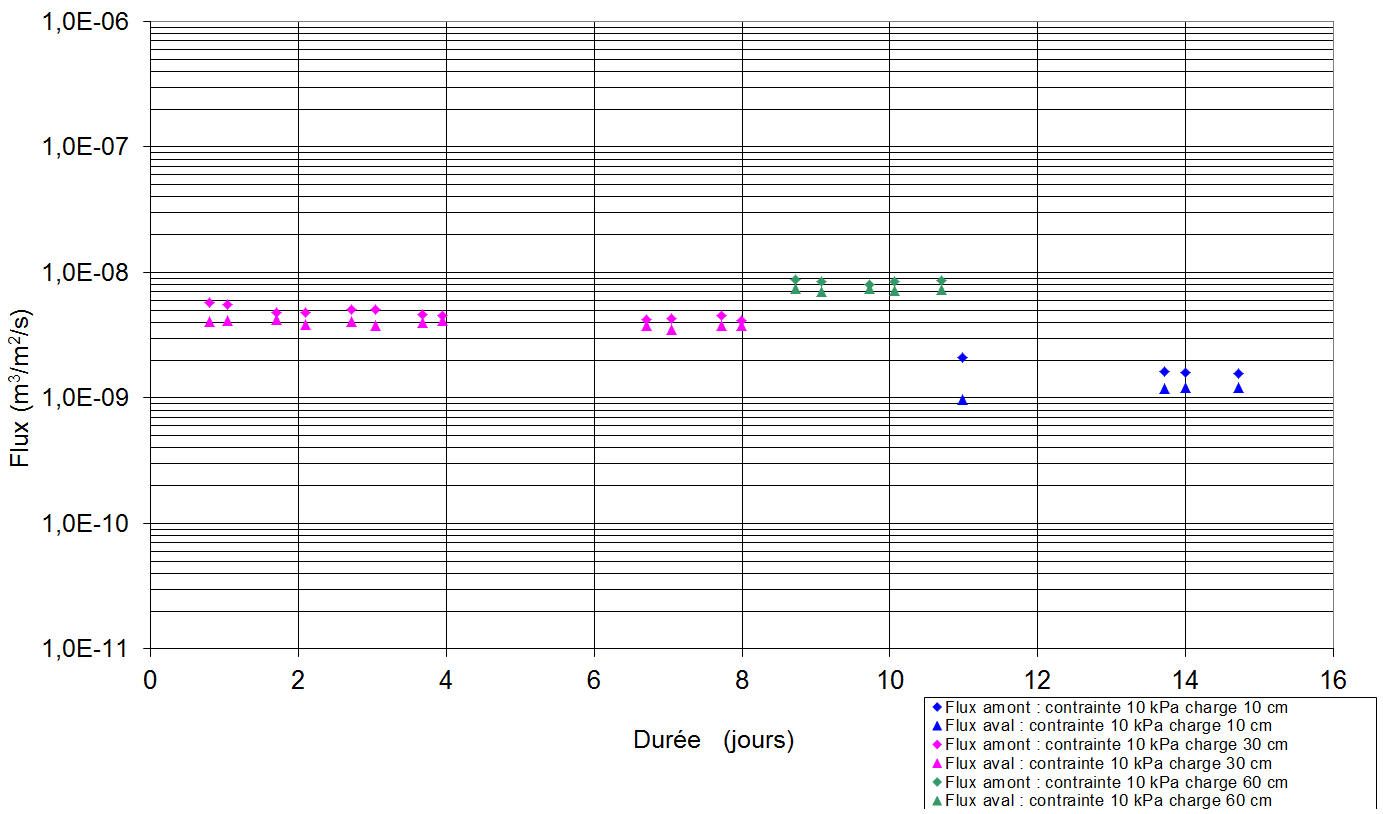 1,0E-06
1,0E-07
1,0E-08
1,0E-09
1,0E-10
1,0E-11
Flux (m³/m²/s)
0 2 4 6 8 10 12 14 16
Durée (jours)
Flux amont : contrainte 10 kPa charge 10 cm
Flux aval : contrainte 10 kPa charge 10 cm
Flux amont : contrainte 10 kPa charge 30 cm
Flux aval : contrainte 10 kPa charge 30 cm
Flux amont : contrainte 10 kPa charge 60 cm
Flux aval : contrainte 10 kPa charge 60 cm